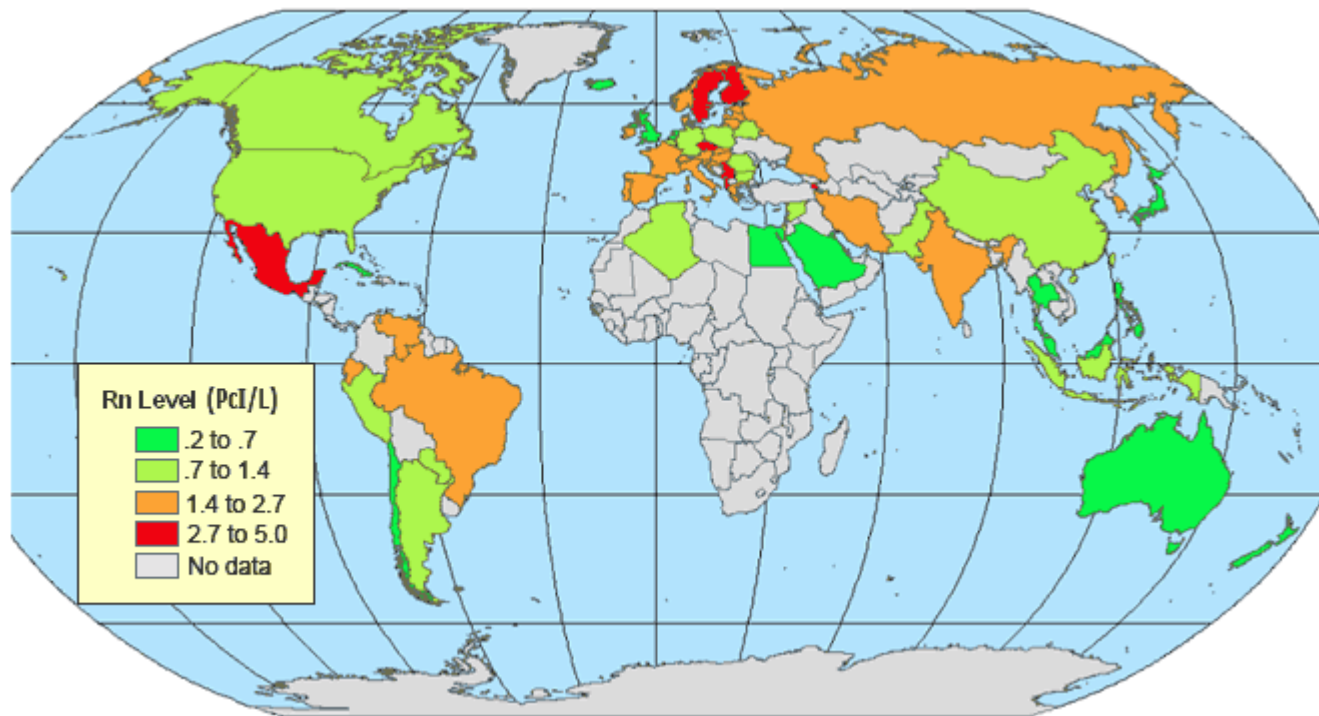 Rn Level (PcI/L)
.2 to .7
.7 to 1.4
1.4 to 2.7
2.7 to 5.0
No data